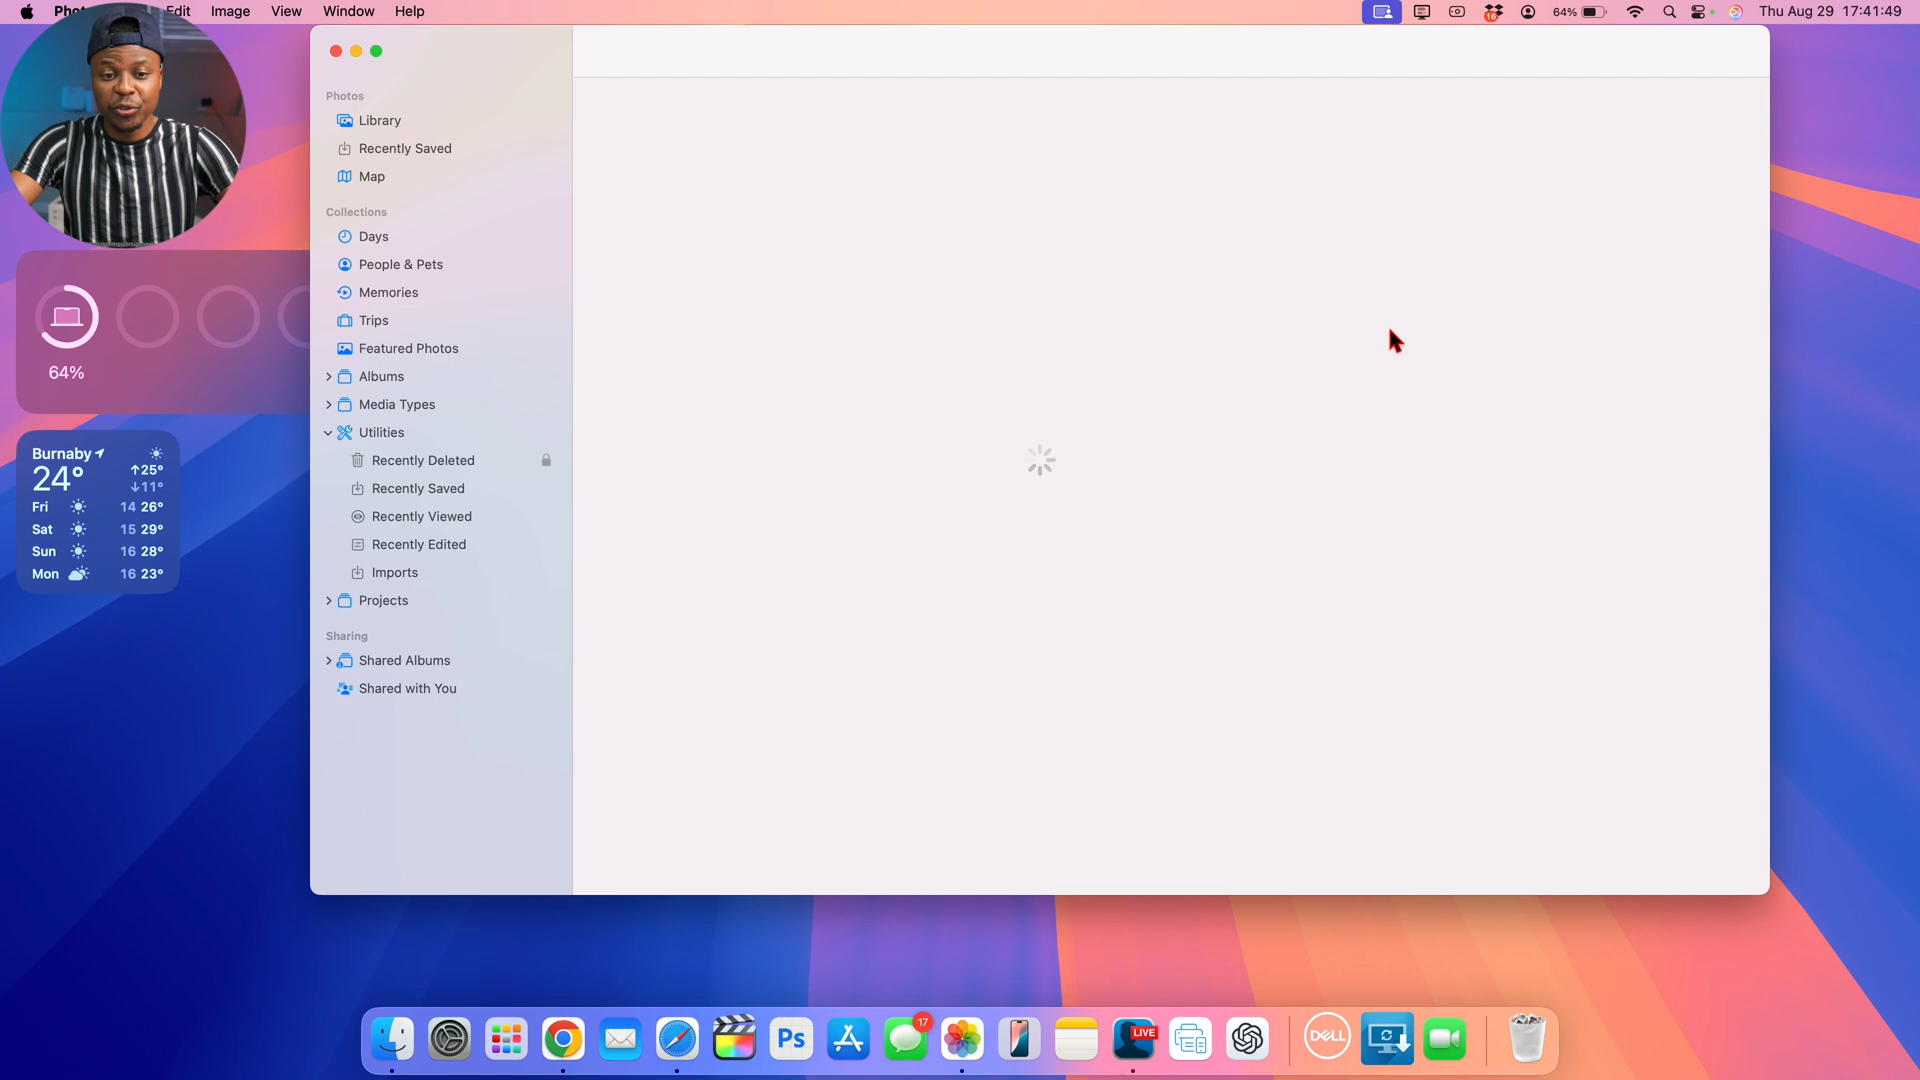 Phot Edit Image View Window Help
16 64% Thu Aug 29 17:41:49
Photos
Library
Recently Saved
Map
Collections
Days
People & Pets
Memories
Trips
Featured Photos
Albums
Media Types
Utilities
Recently Deleted
Recently Saved
Recently Viewed
Recently Edited
Imports
Projects
Sharing
Shared Albums
Shared with You
64%
Burnaby
24° ↑25°
↓11°
Fri 14 26°
Sat 15 29°
Sun 16 28°
Mon 16 23°
Ps 17 LIVE DELL